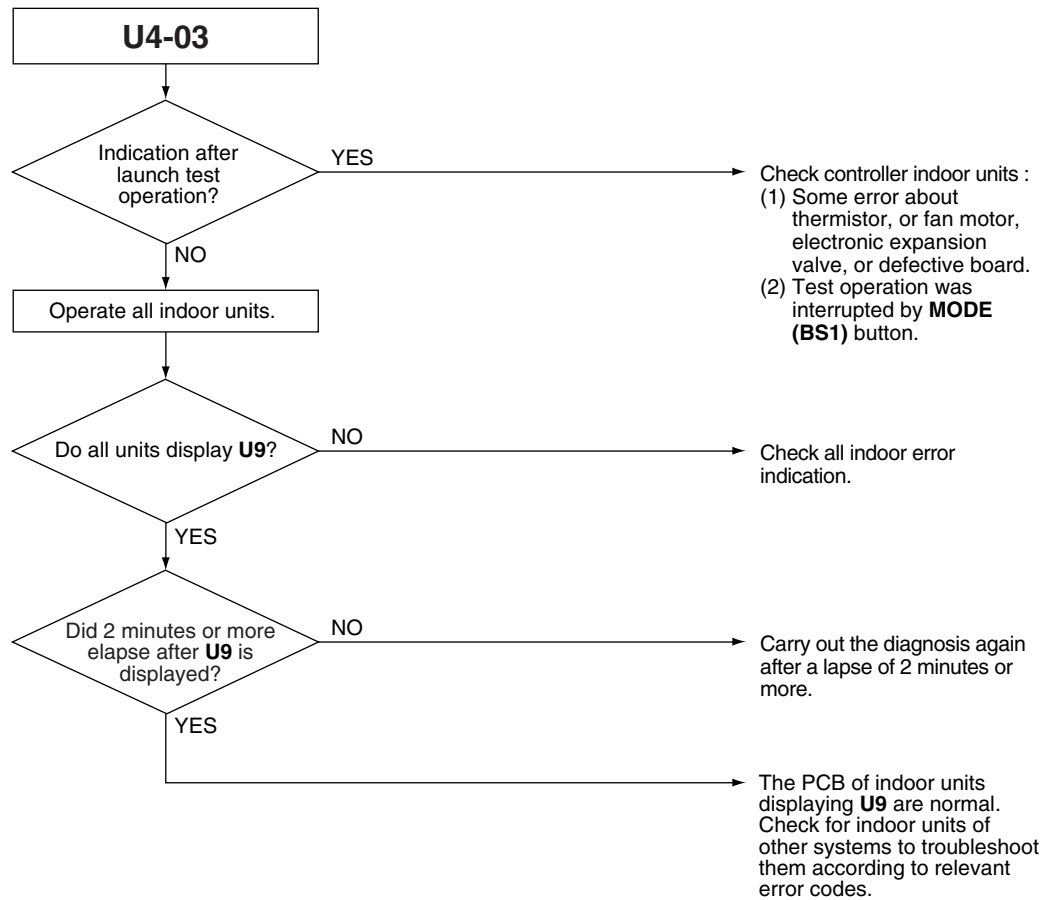 U4-03
Indication after
launch test
operation?
YES
Check controller indoor units :
(1) Some error about
thermistor, or fan motor,
electronic expansion
valve, or defective board.
(2) Test operation was
interrupted by MODE
(BS1) button.
NO
Operate all indoor units.
Do all units display U9?
NO
Check all indoor error
indication.
YES
Did 2 minutes or more
elapse after U9 is
displayed?
NO
Carry out the diagnosis again
after a lapse of 2 minutes or
more.
YES
The PCB of indoor units
displaying U9 are normal.
Check for indoor units of
other systems to troubleshoot
them according to relevant
error codes.